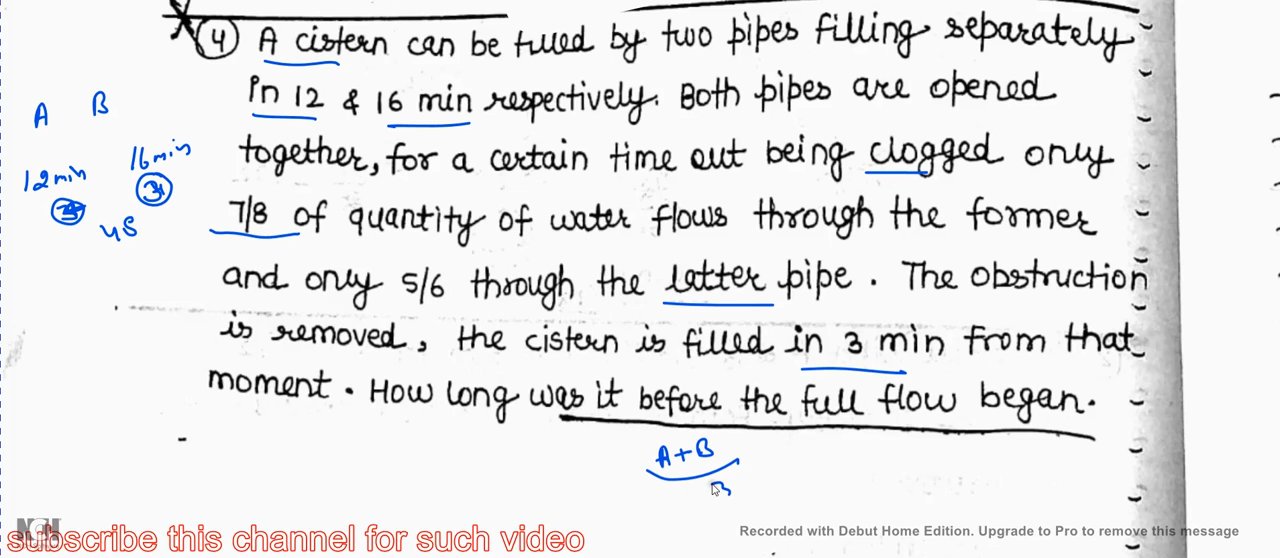 ④ A cistern can be filled by two pipes filling separately
in 12 & 16 min respectively. Both pipes are opened
together, for a certain time out being clogged only
7/8 of quantity of water flows through the former
and only 5/6 through the latter pipe. The obstruction
is removed, the cistern is filled in 3 min from that
moment. How long was it before the full flow began.
A B
12min 16min
48
A+B
3
Recorded with Debut Home Edition. Upgrade to Pro to remove this message
subscribe this channel for such video